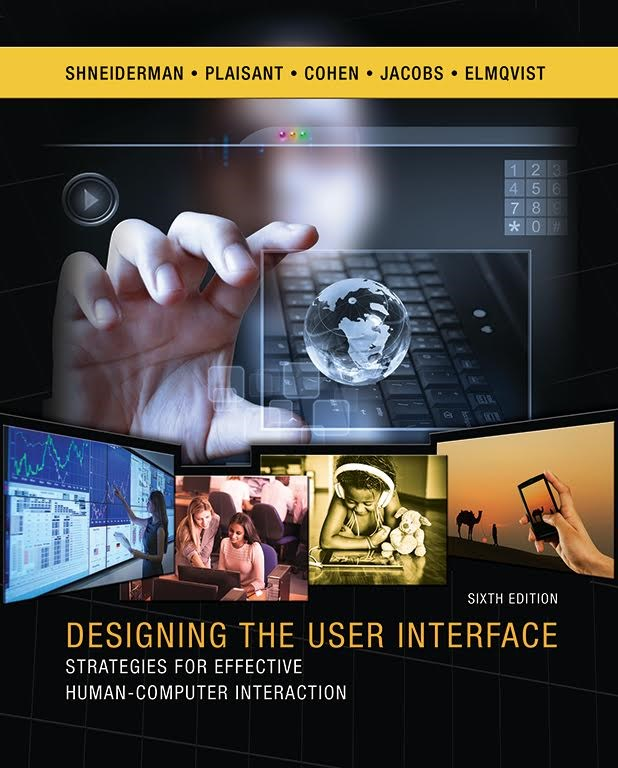 SHNEIDERMAN • PLAISANT • COHEN • JACOBS • ELMQVIST
1 2 3
4 5 6
7 8 9
* 0 #
SIXTH EDITION
DESIGNING THE USER INTERFACE
STRATEGIES FOR EFFECTIVE
HUMAN-COMPUTER INTERACTION